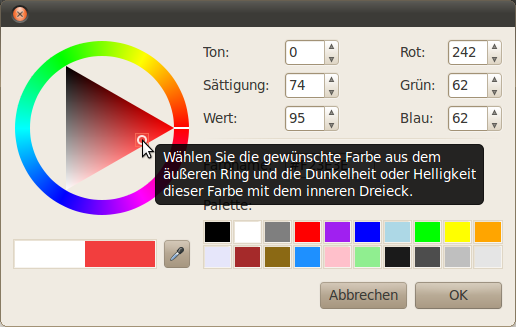 Ton: 0 Rot: 242
Sättigung: 74 Grün: 62
Wert: 95 Blau: 62
Wählen Sie die gewünschte Farbe aus dem
äußeren Ring und die Dunkelheit oder Helligkeit
dieser Farbe mit dem inneren Dreieck.
Palette:
Abbrechen OK